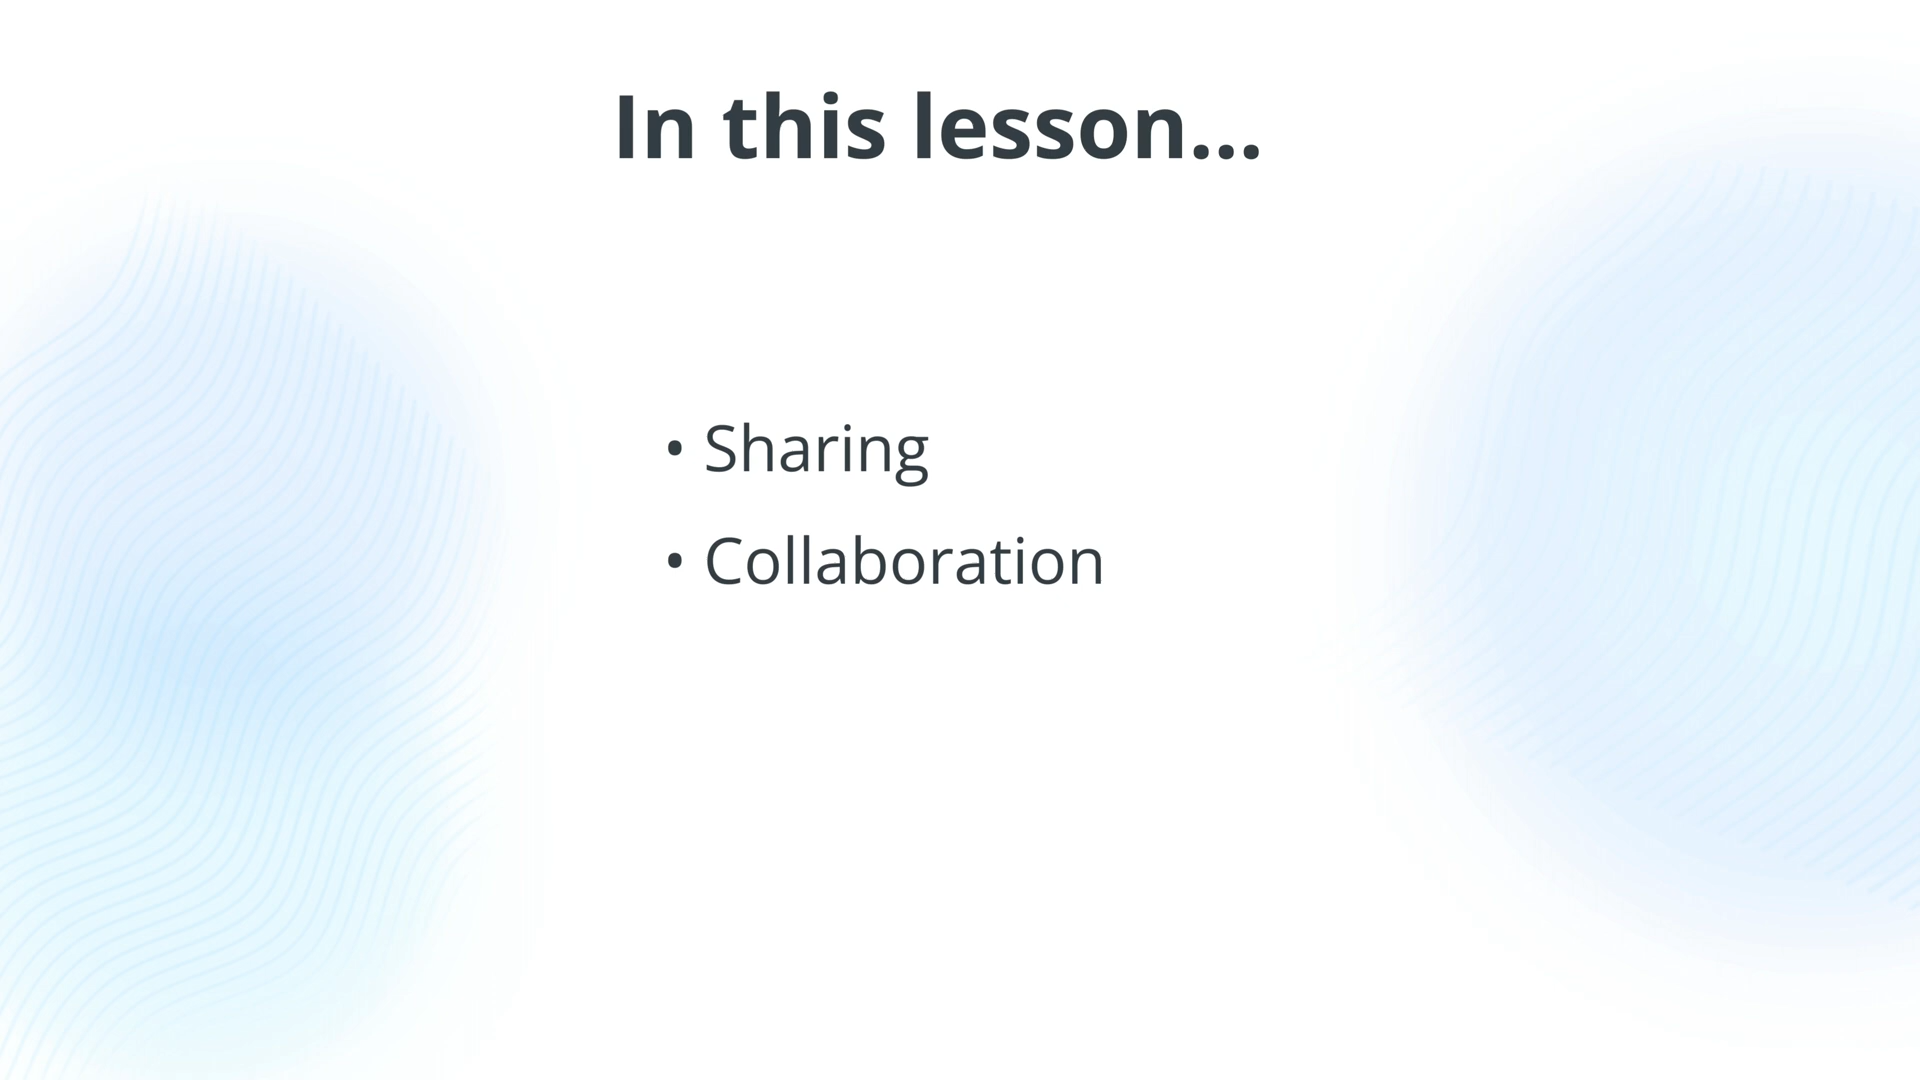 In this lesson...
• Sharing
• Collaboration